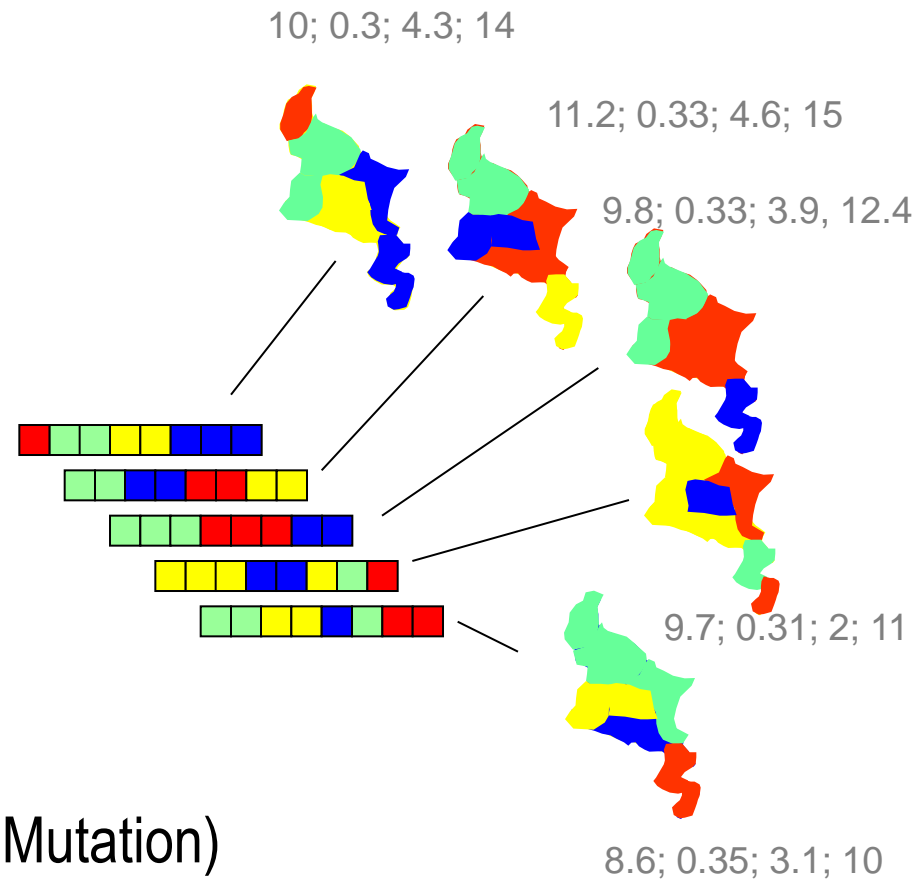 10; 0.3; 4.3; 14
11.2; 0.33; 4.6; 15
9.8; 0.33; 3.9, 12.4
9.7; 0.31; 2; 11
Mutation)
8.6; 0.35; 3.1; 10